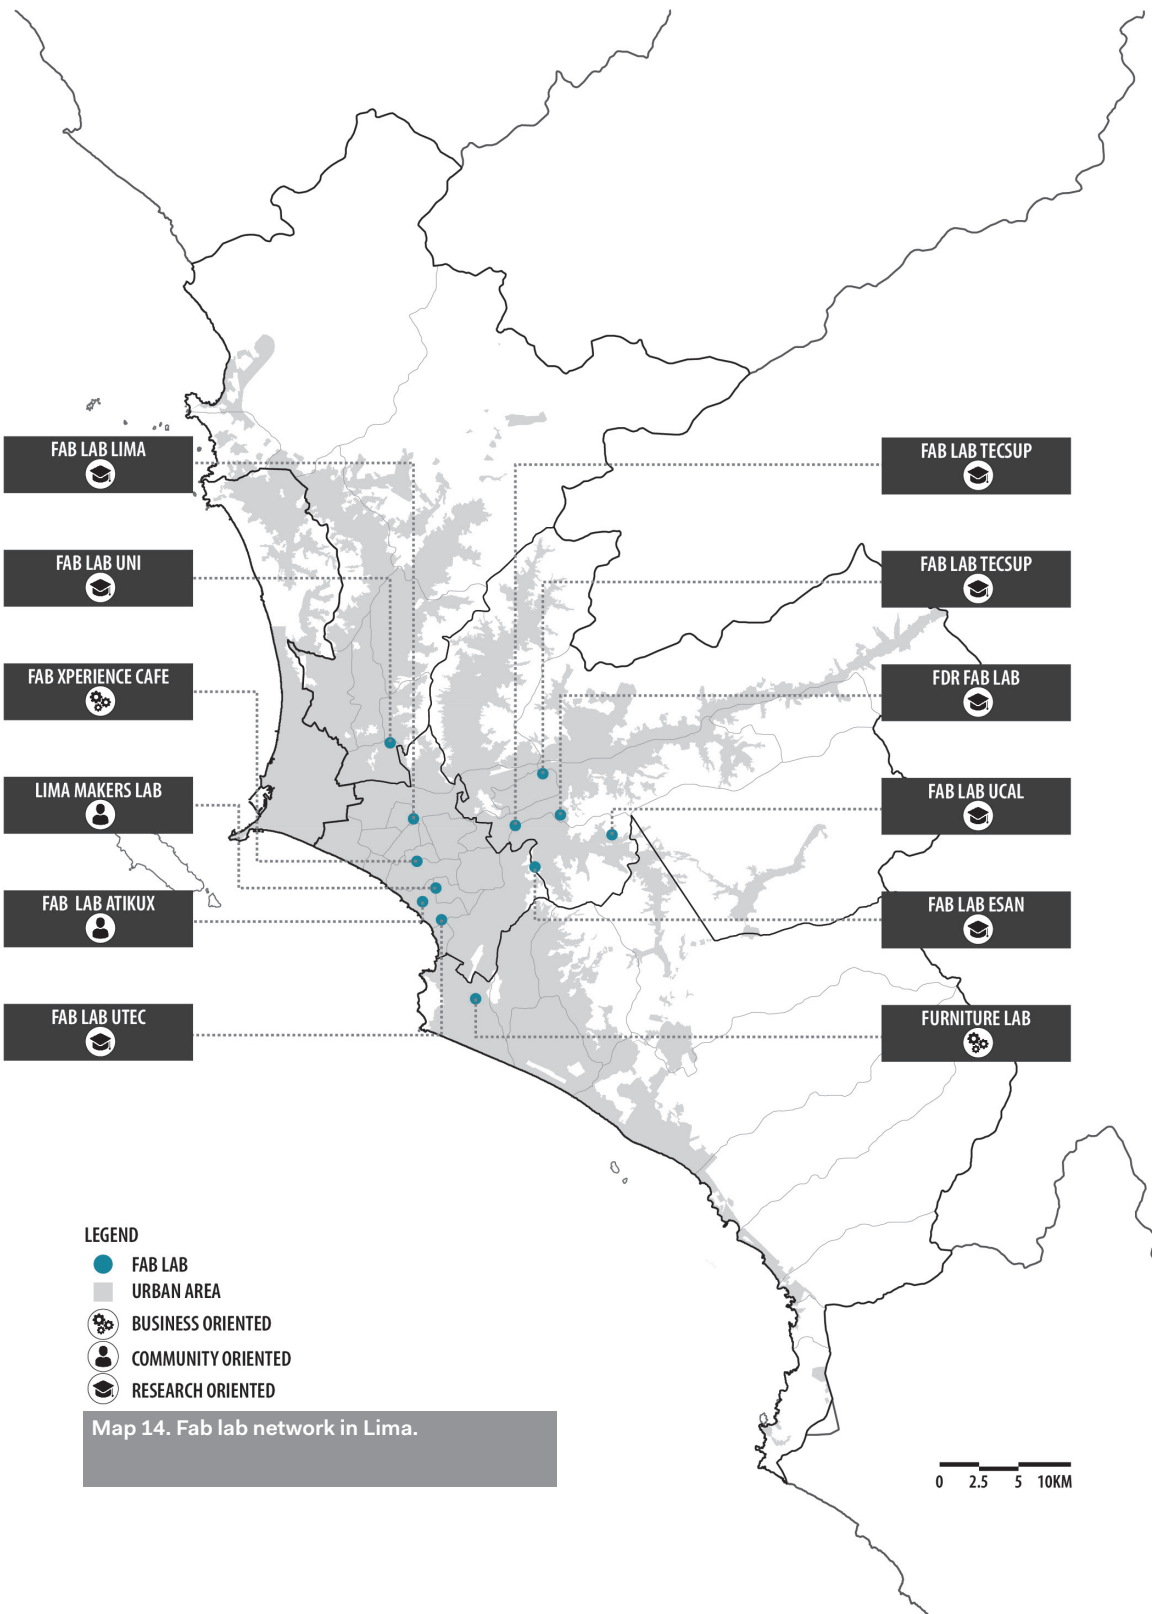 FAB LAB LIMA
FAB LAB UNI
FAB XPERIENCE CAFE
LIMA MAKERS LAB
FAB LAB ATIKUX
FAB LAB UTEC
FAB LAB TECSUP
FAB LAB TECSUP
FDR FAB LAB
FAB LAB UCAL
FAB LAB ESAN
FURNITURE LAB
LEGEND
FAB LAB
URBAN AREA
BUSINESS ORIENTED
COMMUNITY ORIENTED
RESEARCH ORIENTED
Map 14. Fab lab network in Lima.
0 2.5 5 10KM